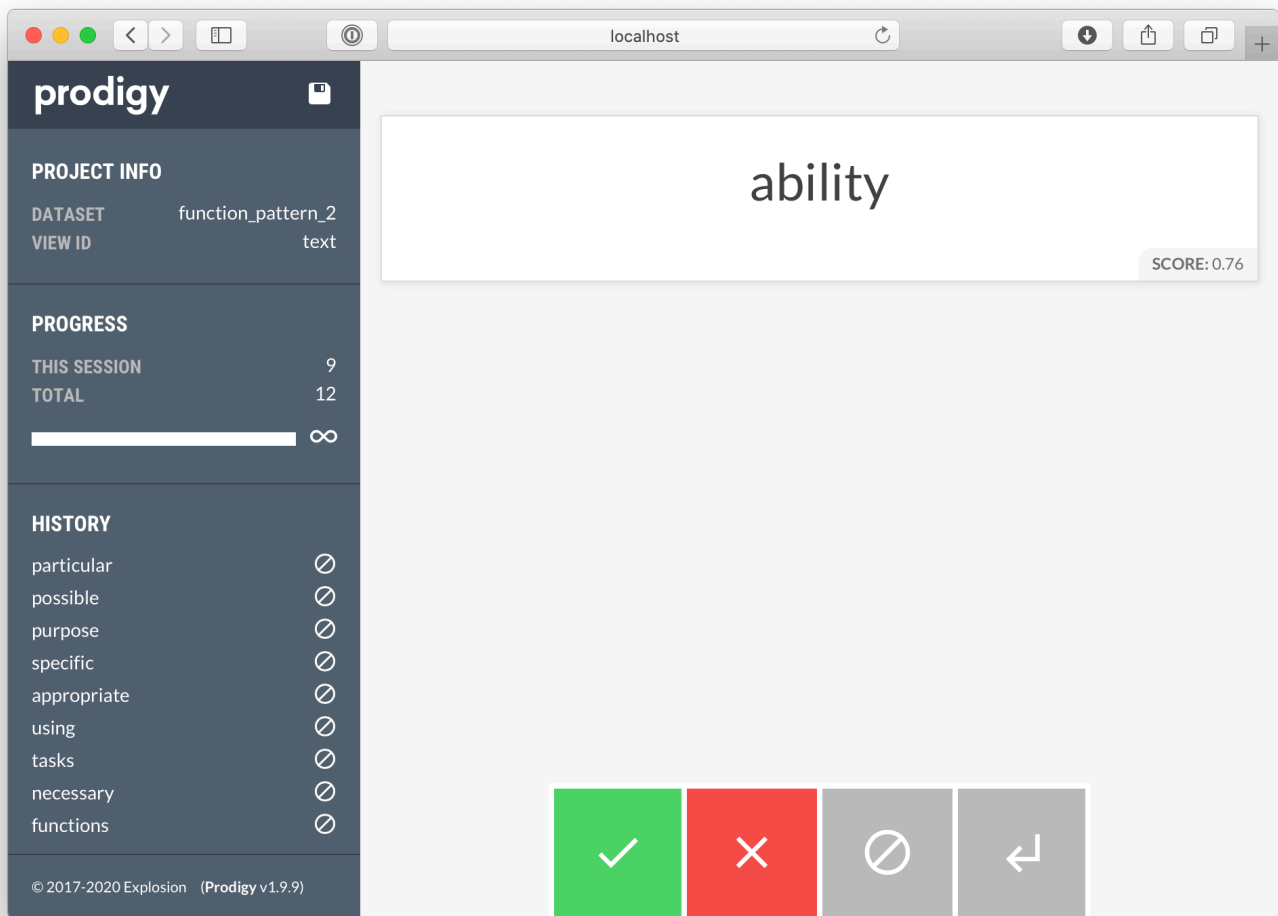 localhost
prodigy
PROJECT INFO
DATASET function_pattern_2
VIEW ID text
PROGRESS
THIS SESSION 9
TOTAL 12
∞
HISTORY
particular
possible
purpose
specific
appropriate
using
tasks
necessary
functions
© 2017-2020 Explosion (Prodigy v1.9.9)
ability
SCORE: 0.76